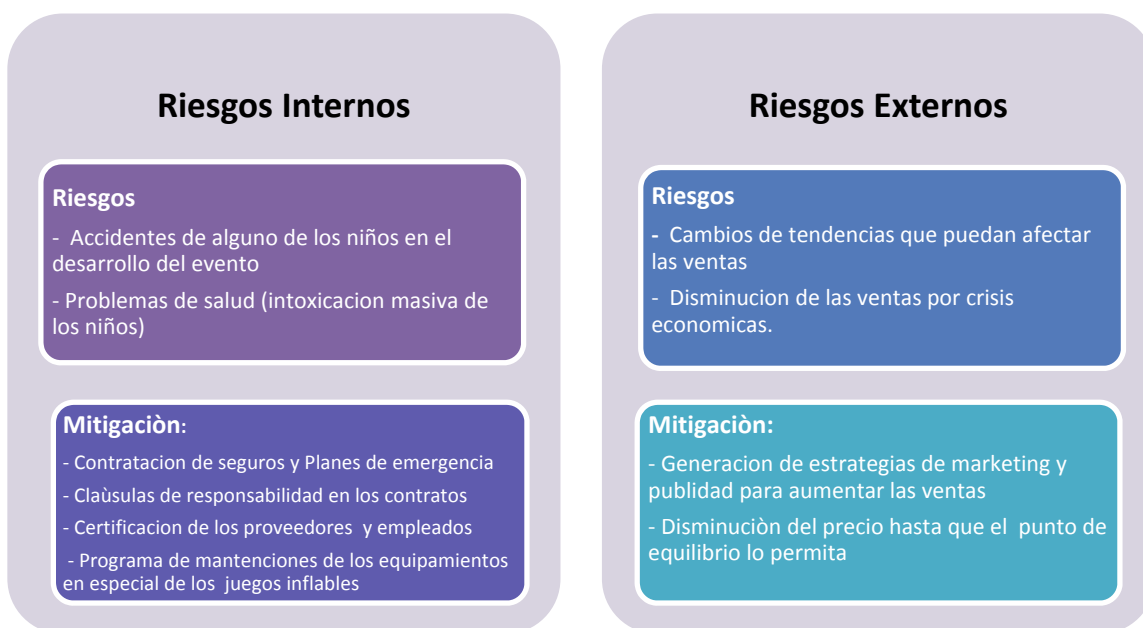 Riesgos Internos
Riesgos
- Accidentes de alguno de los niños en el
desarrollo del evento
- Problemas de salud (intoxicacion masiva de
los niños)
Mitigaciòn:
- Contratacion de seguros y Planes de emergencia
- Claùsulas de responsabilidad en los contratos
- Certificacion de los proveedores y empleados
- Programa de mantenciones de los equipamientos
en especial de los juegos inflables
Riesgos Externos
Riesgos
- Cambios de tendencias que puedan afectar
las ventas
- Disminucion de las ventas por crisis
economicas.
Mitigaciòn:
- Generacion de estrategias de marketing y
publidad para aumentar las ventas
- Disminuciòn del precio hasta que el punto de
equilibrio lo permita